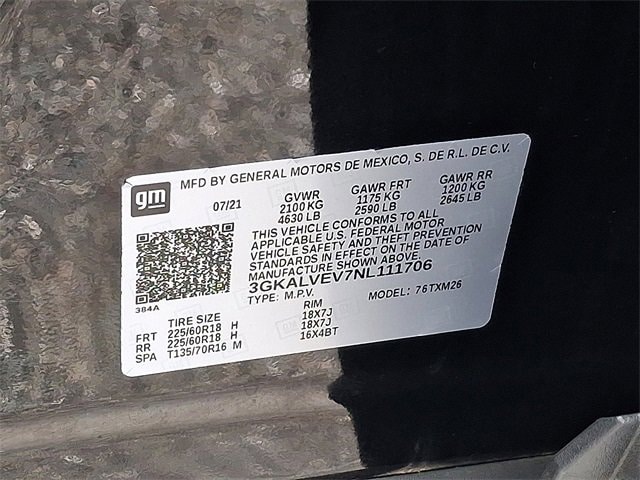 gm
MFD BY GENERAL MOTORS DE MEXICO, S. DE R.L. DE C.V.
07/21 GVWR GAWR FRT GAWR RR
2100 KG 1175 KG 1200 KG
4630 LB 2590 LB 2645 LB
THIS VEHICLE CONFORMS TO ALL
APPLICABLE U.S. FEDERAL MOTOR
VEHICLE SAFETY AND THEFT PREVENTION
STANDARDS IN EFFECT ON THE DATE OF
MANUFACTURE SHOWN ABOVE.
3GKALVEV7NL111706
384A
TYPE: M.P.V. MODEL: 76TXM26
TIRE SIZE RIM
FRT 225/60R18 H 18X7J
RR 225/60R18 H 18X7J
SPA T135/70R16 M 16X4BT